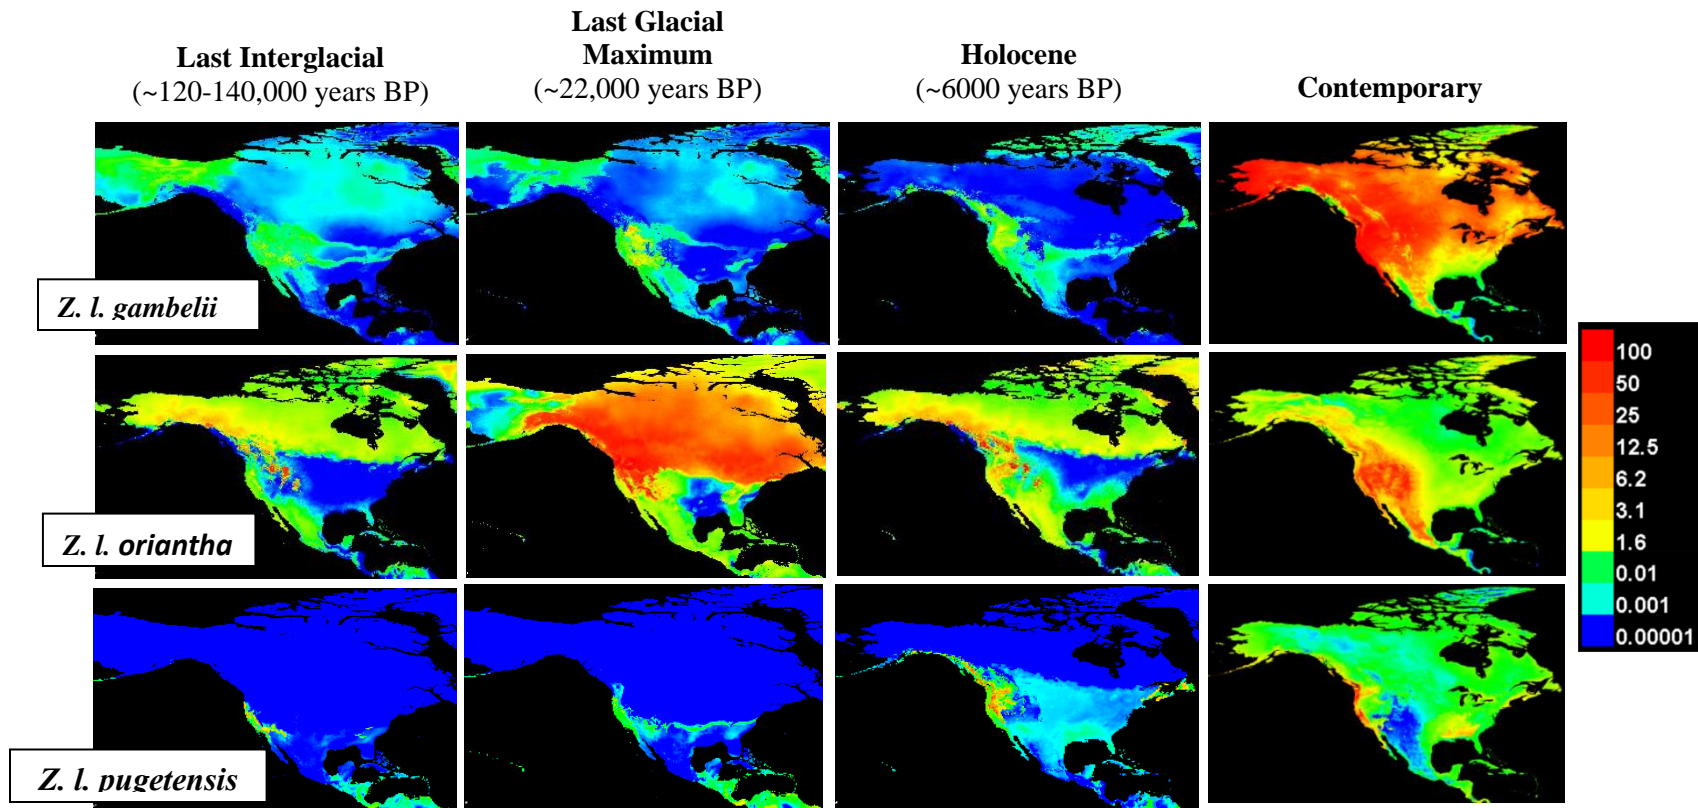 Last Interglacial
(~120-140,000 years BP)
Last Glacial
Maximum
(~22,000 years BP)
Holocene
(~6000 years BP)
Contemporary
Z. l. gambelii
Z. l. oriantha
Z. l. pugetensis
100
50
25
12.5
6.2
3.1
1.6
0.01
0.001
0.00001